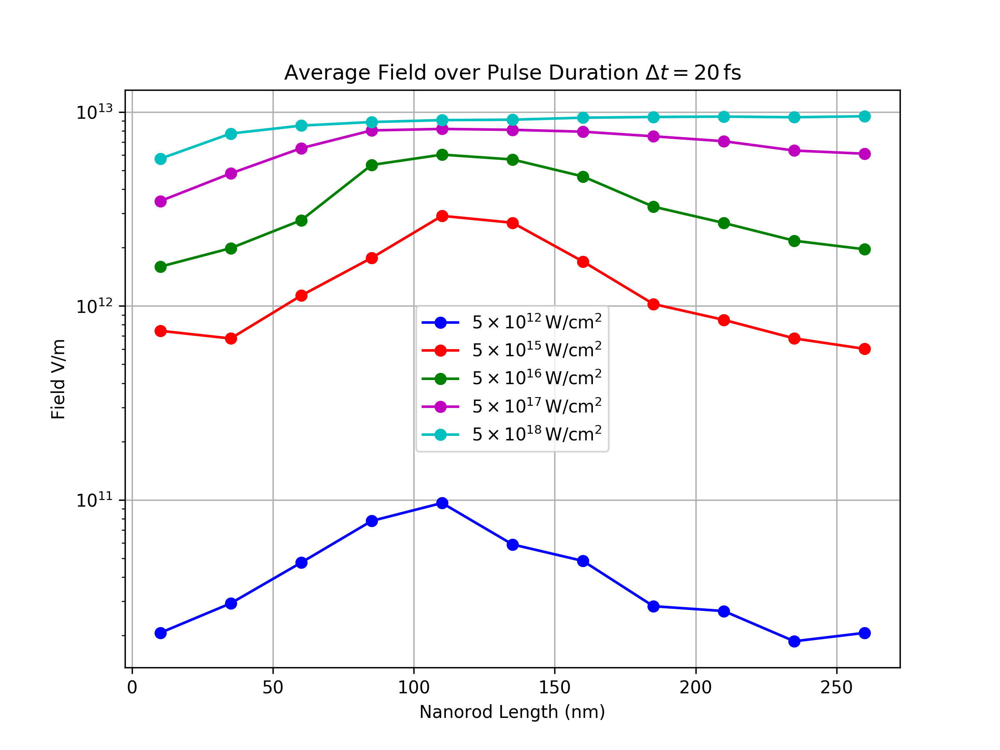 Average Field over Pulse Duration Δt = 20 fs
10¹³
10¹²
10¹¹
Field V/m
5 × 10¹² W/cm²
5 × 10¹⁵ W/cm²
5 × 10¹⁶ W/cm²
5 × 10¹⁷ W/cm²
5 × 10¹⁸ W/cm²
0 50 100 150 200 250
Nanorod Length (nm)